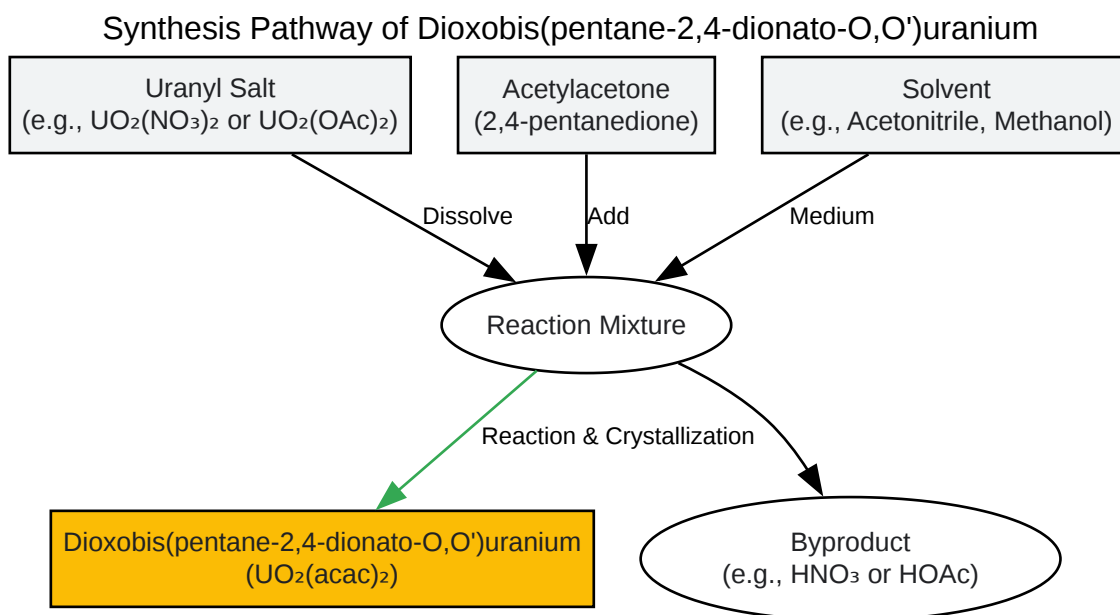 Synthesis Pathway of Dioxobis(pentane-2,4-dionato-O,O')uranium
Uranyl Salt
(e.g., UO₂(NO₃)₂ or UO₂(OAc)₂)
Acetylacetone
(2,4-pentanedione)
Solvent
(e.g., Acetonitrile, Methanol)
Dissolve
Add
Medium
Reaction Mixture
Reaction & Crystallization
Dioxobis(pentane-2,4-dionato-O,O')uranium
(UO₂(acac)₂)
Byproduct
(e.g., HNO₃ or HOAc)